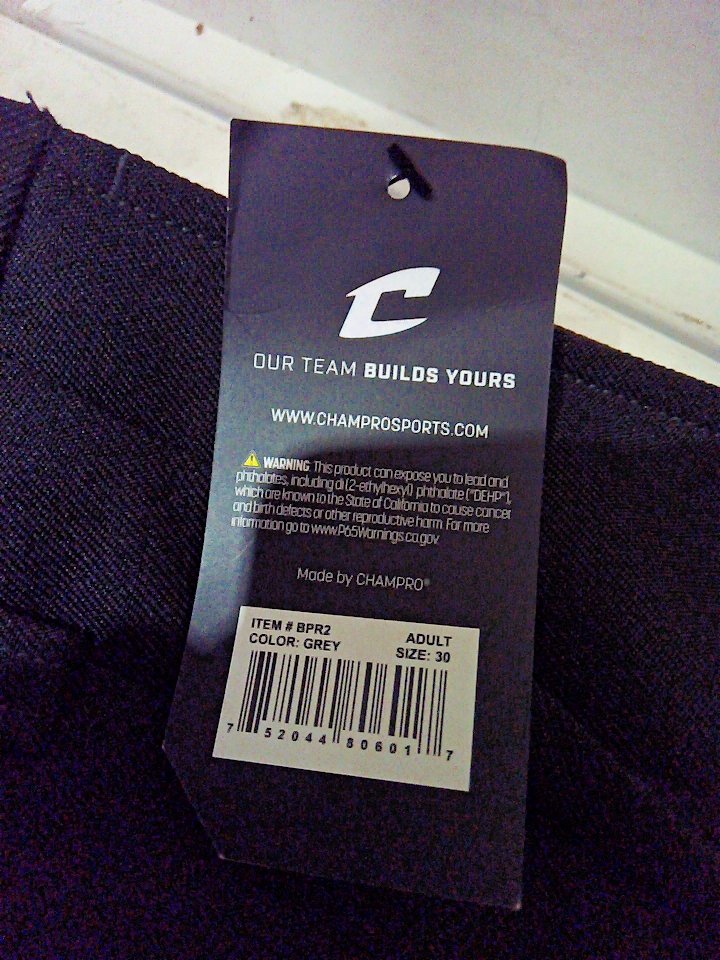 C
OUR TEAM BUILDS YOURS
WWW.CHAMPROSPORTS.COM
WARNING: This product can expose you to lead and
phthalates, including di (2-ethylhexyl) phthalate ("DEHP"),
which are known to the State of California to cause cancer
and birth defects or other reproductive harm. For more
information go to www.P65Warnings.ca.gov
Made by CHAMPRO®
ITEM # BPR2 ADULT
COLOR: GREY SIZE: 30
7 52044 80601 7